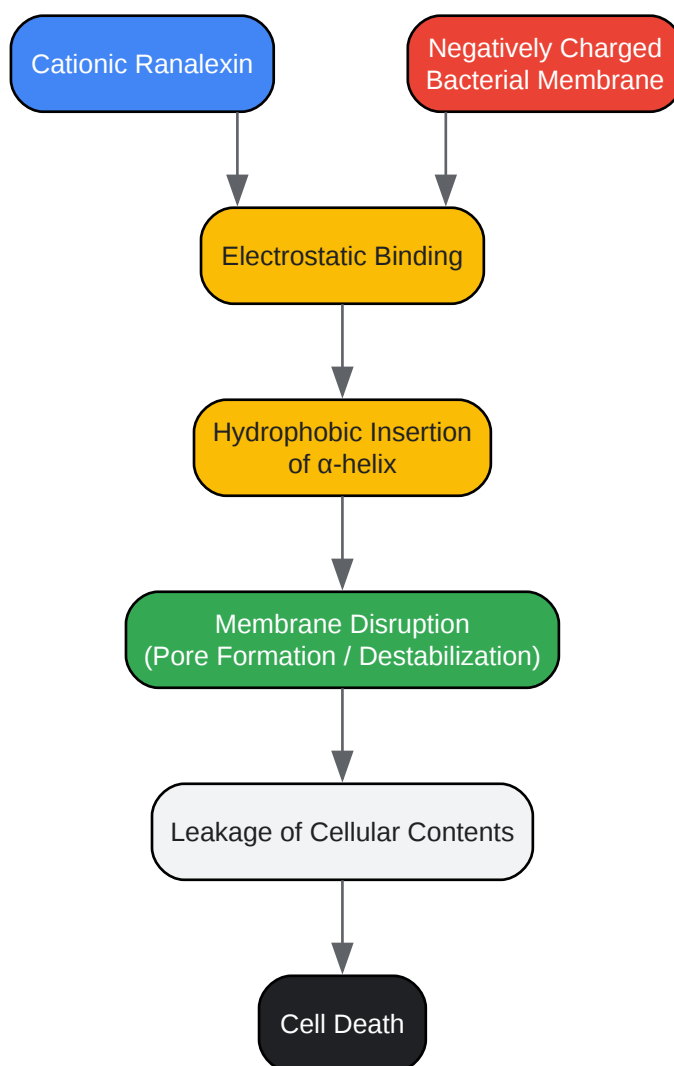 Cationic Ranalexin
Negatively Charged
Bacterial Membrane
Electrostatic Binding
Hydrophobic Insertion
of α-helix
Membrane Disruption
(Pore Formation / Destabilization)
Leakage of Cellular Contents
Cell Death